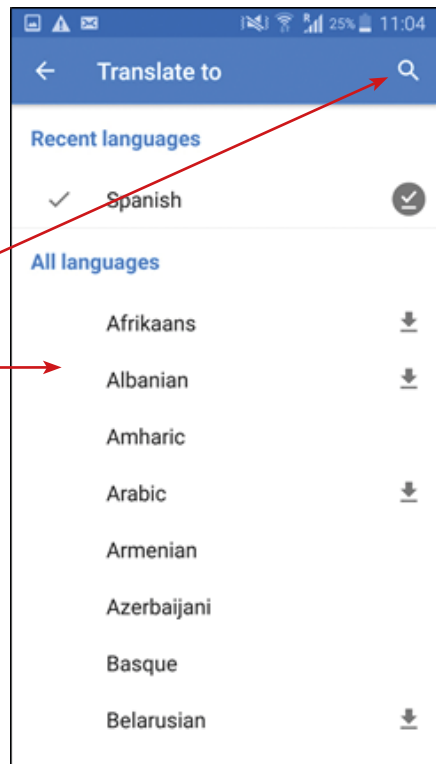 25% 11:04
Translate to
Recent languages
Spanish
All languages
Afrikaans
Albanian
Amharic
Arabic
Armenian
Azerbaijani
Basque
Belarusian